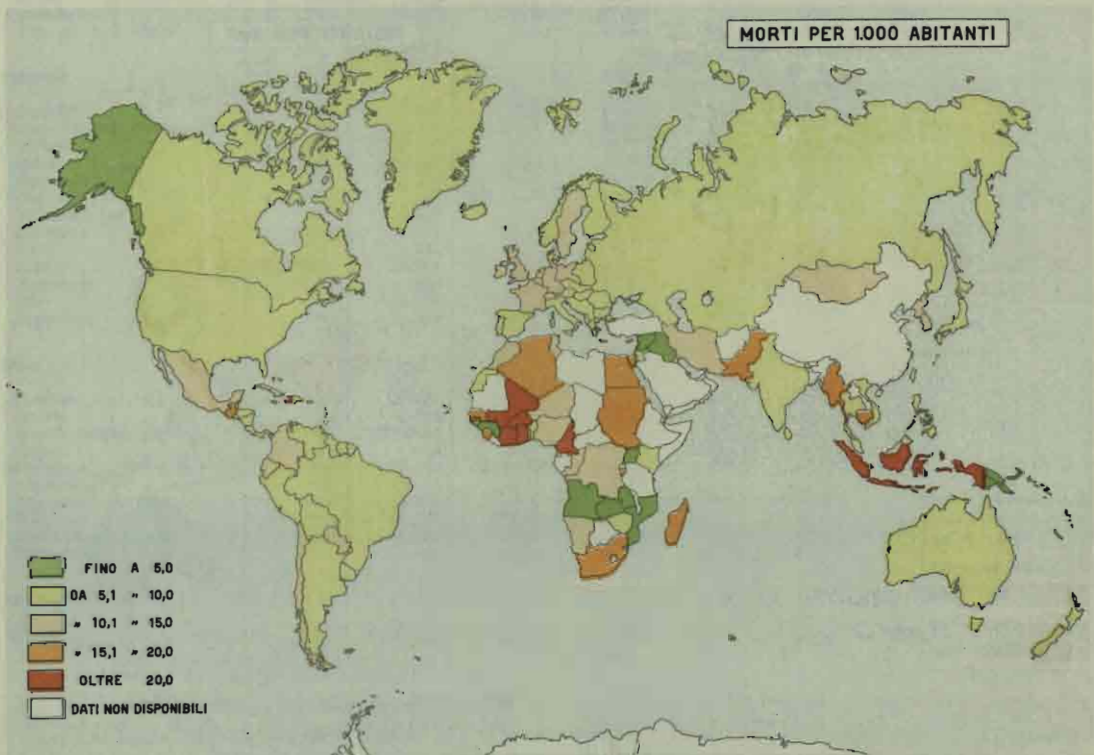 MORTI PER 1.000 ABITANTI
FINO A 5,0
DA 5,1 " 10,0
" 10,1 " 15,0
" 15,1 " 20,0
OLTRE 20,0
DATI NON DISPONIBILI